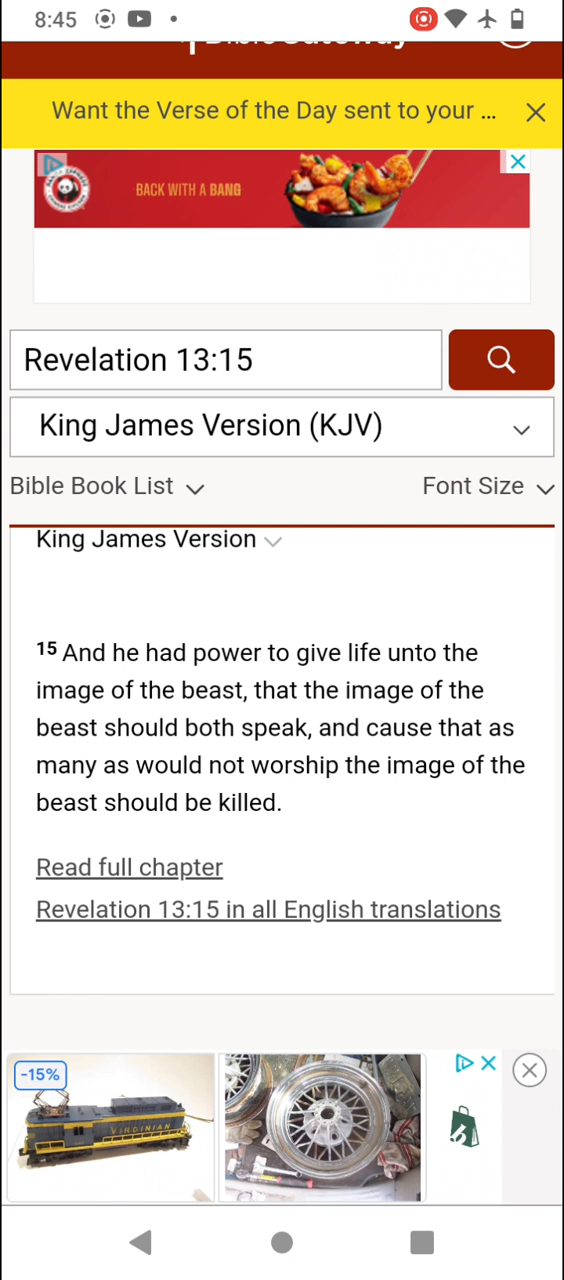 8:45
Want the Verse of the Day sent to your ...
BACK WITH A BANG
Revelation 13:15
King James Version (KJV)
Bible Book List
Font Size
King James Version
15 And he had power to give life unto the
image of the beast, that the image of the
beast should both speak, and cause that as
many as would not worship the image of the
beast should be killed.
Read full chapter
Revelation 13:15 in all English translations
-15%
VIRGINIAN